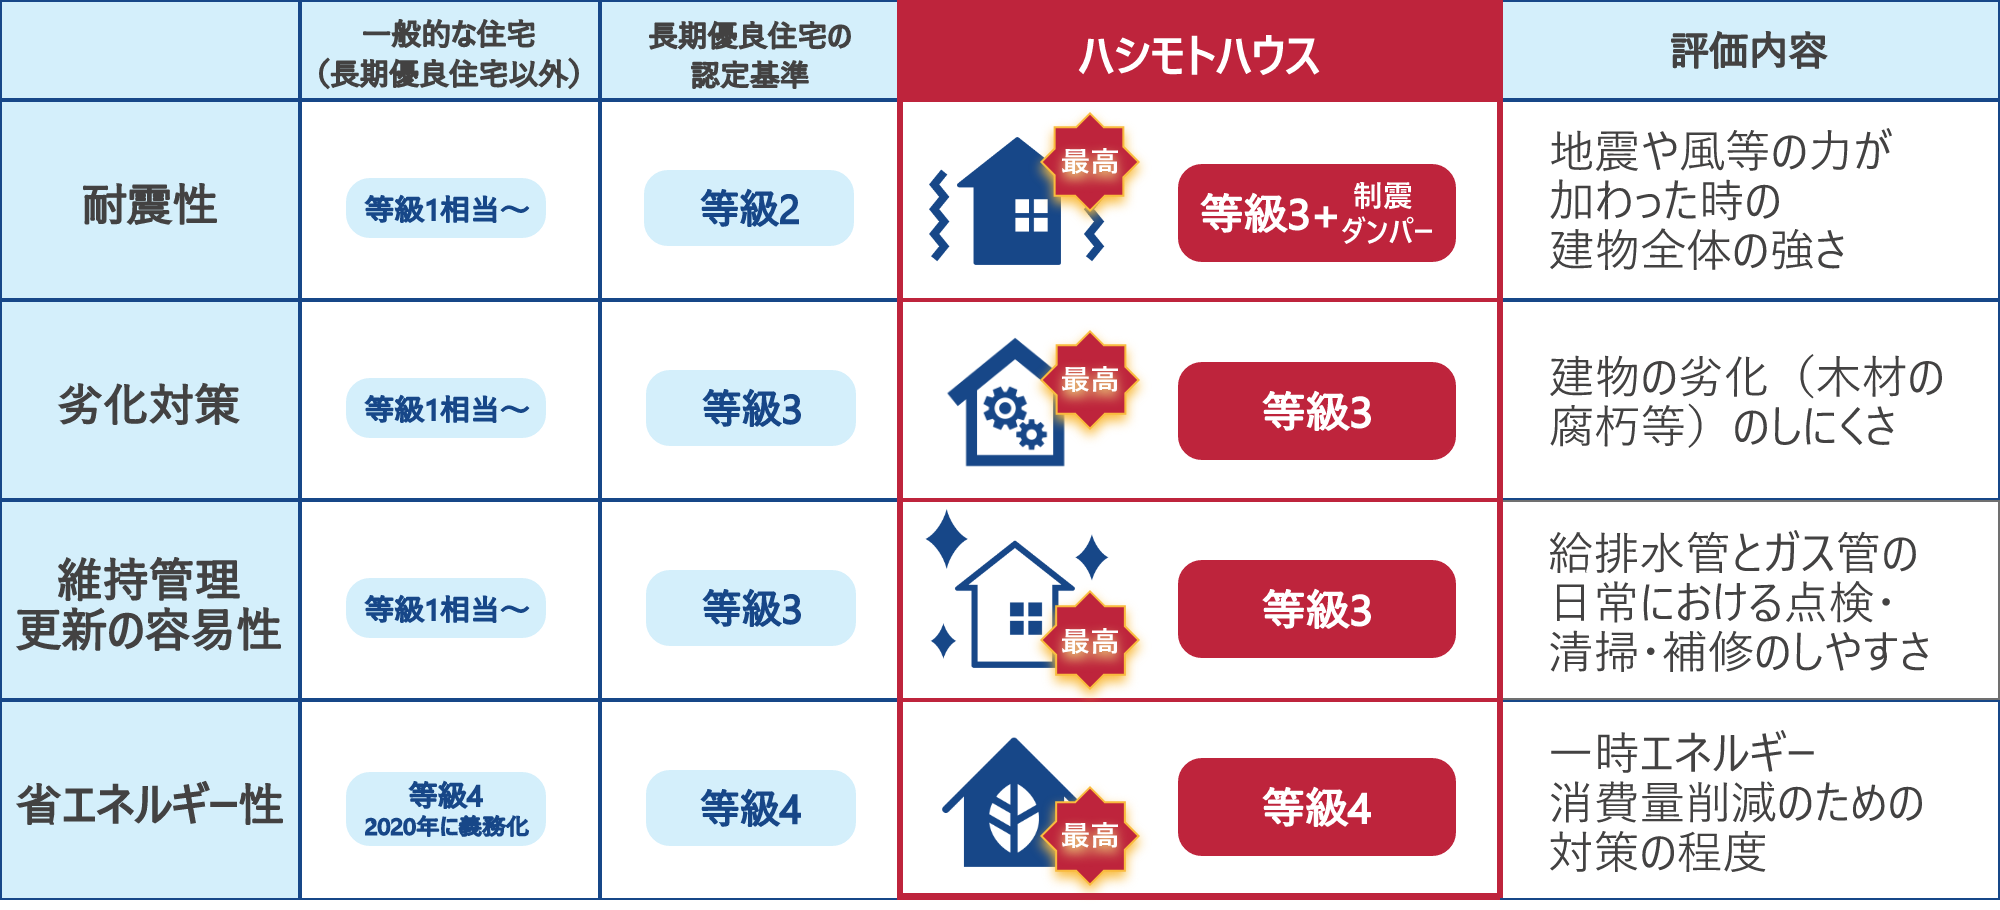 一般的な住宅
（長期優良住宅以外）
長期優良住宅の
認定基準
ハシモトハウス
評価内容
耐震性
等級1相当～
等級2
最高
等級3+
制震
ダンパー
地震や風等の力が
加わった時の
建物全体の強さ
劣化対策
等級1相当～
等級3
最高
等級3
建物の劣化（木材の
腐朽等）のしにくさ
維持管理
更新の容易性
等級1相当～
等級3
最高
等級3
給排水管とガス管の
日常における点検・
清掃・補修のしやすさ
省エネルギー性
等級4
2020年に義務化
等級4
最高
等級4
一時エネルギー
消費量削減のための
対策の程度